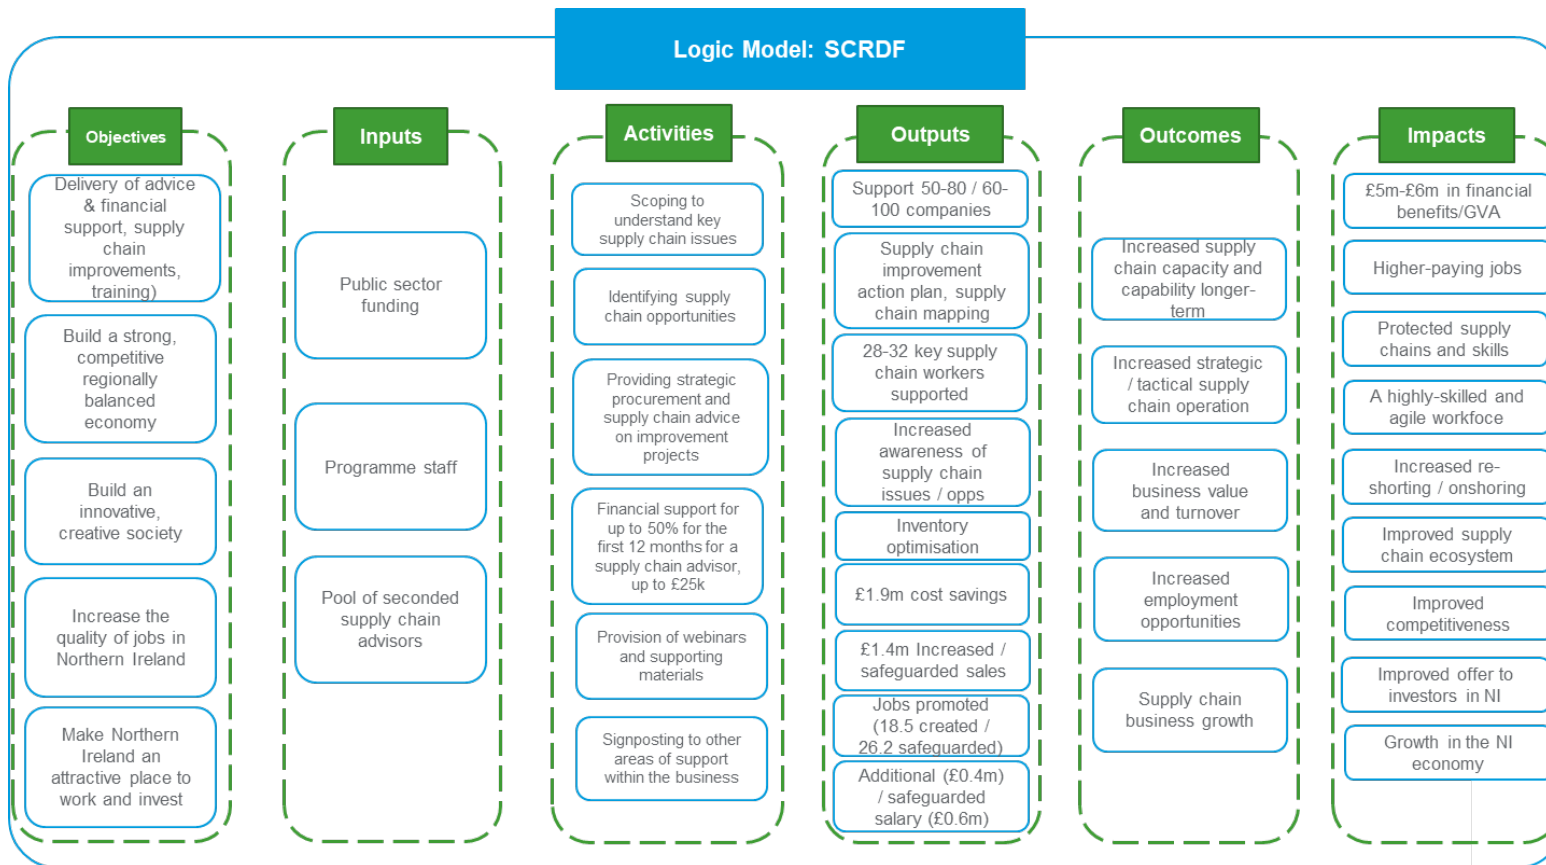 Logic Model: SCRDF
Objectives
Delivery of advice
& financial
support, supply
chain
improvements,
training)
Build a strong,
competitive
regionally
balanced
economy
Build an
innovative,
creative society
Increase the
quality of jobs in
Northern Ireland
Make Northern
Ireland an
attractive place to
work and invest
Inputs
Public sector
funding
Programme staff
Pool of seconded
supply chain
advisors
Activities
Scoping to
understand key
supply chain issues
Identifying supply
chain opportunities
Providing strategic
procurement and
supply chain advice
on improvement
projects
Financial support for
up to 50% for the
first 12 months for a
supply chain advisor,
up to £25k
Provision of webinars
and supporting
materials
Signposting to other
areas of support
within the business
Outputs
Support 50-80 / 60-
100 companies
Supply chain
improvement
action plan, supply
chain mapping
28-32 key supply
chain workers
supported
Increased
awareness of
supply chain
issues / opps
Inventory
optimisation
£1.9m cost savings
£1.4m Increased /
safeguarded sales
Jobs promoted
(18.5 created /
26.2 safeguarded)
Additional (£0.4m)
/ safeguarded
salary (£0.6m)
Outcomes
Increased supply
chain capacity and
capability longer-
term
Increased strategic
/ tactical supply
chain operation
Increased
business value
and turnover
Increased
employment
opportunities
Supply chain
business growth
Impacts
£5m-£6m in financial
benefits/GVA
Higher-paying jobs
Protected supply
chains and skills
A highly-skilled and
agile workfoce
Increased re-
shorting / onshoring
Improved supply
chain ecosystem
Improved
competitiveness
Improved offer to
investors in NI
Growth in the NI
economy